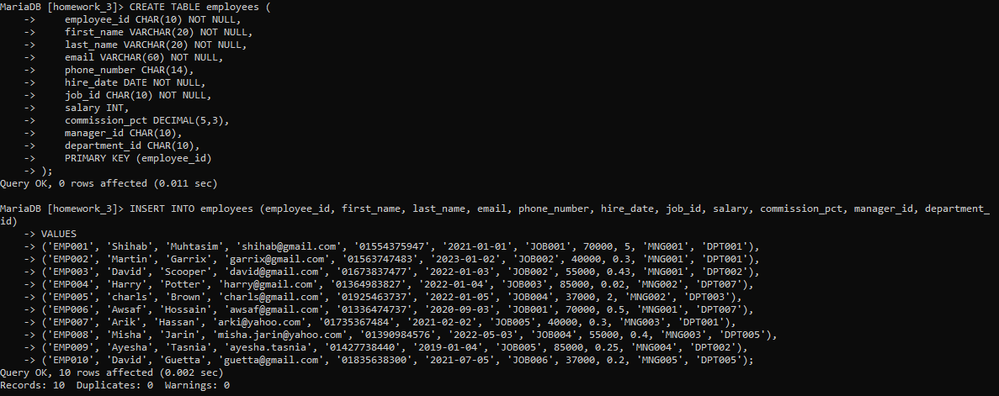 MariaDB [homework_3]> CREATE TABLE employees (
    ->     employee_id CHAR(10) NOT NULL,
    ->     first_name VARCHAR(20) NOT NULL,
    ->     last_name VARCHAR(20) NOT NULL,
    ->     email VARCHAR(60) NOT NULL,
    ->     phone_number CHAR(14),
    ->     hire_date DATE NOT NULL,
    ->     job_id CHAR(10) NOT NULL,
    ->     salary INT,
    ->     commission_pct DECIMAL(5,3),
    ->     manager_id CHAR(10),
    ->     department_id CHAR(10),
    ->     PRIMARY KEY (employee_id)
    -> );
Query OK, 0 rows affected (0.011 sec)

MariaDB [homework_3]> INSERT INTO employees (employee_id, first_name, last_name, email, phone_number, hire_date, job_id, salary, commission_pct, manager_id, department_
id)
    -> VALUES
    -> ('EMP001', 'Shihab', 'Muhtasim', 'shihab@gmail.com', '01554375947', '2021-01-01', 'JOB001', 70000, 5, 'MNG001', 'DPT001'),
    -> ('EMP002', 'Martin', 'Garrix', 'garrix@gmail.com', '01563747483', '2023-01-02', 'JOB002', 40000, 0.3, 'MNG001', 'DPT001'),
    -> ('EMP003', 'David', 'Scooper', 'david@gmail.com', '01673837477', '2022-01-03', 'JOB002', 55000, 0.43, 'MNG001', 'DPT002'),
    -> ('EMP004', 'Harry', 'Potter', 'harry@gmail.com', '01364983827', '2022-01-04', 'JOB003', 85000, 0.02, 'MNG002', 'DPT007'),
    -> ('EMP005', 'charls', 'Brown', 'charls@gmail.com', '01925463737', '2022-01-05', 'JOB004', 37000, 2, 'MNG002', 'DPT003'),
    -> ('EMP006', 'Awsaf', 'Hossain', 'awsaf@gmail.com', '01336474737', '2020-09-03', 'JOB001', 70000, 0.5, 'MNG001', 'DPT007'),
    -> ('EMP007', 'Arik', 'Hassan', 'arki@yahoo.com', '01735367484', '2021-02-02', 'JOB005', 40000, 0.3, 'MNG003', 'DPT001'),
    -> ('EMP008', 'Misha', 'Jarin', 'misha.jarin@yahoo.com', '01390984576', '2022-05-03', 'JOB004', 55000, 0.4, 'MNG003', 'DPT005'),
    -> ('EMP009', 'Ayesha', 'Tasnia', 'ayesha.tasnia', '01427738440', '2019-01-04', 'JOB005', 85000, 0.25, 'MNG004', 'DPT002'),
    -> ('EMP010', 'David', 'Guetta', 'guetta@gmail.com', '01835638300', '2021-07-05', 'JOB006', 37000, 0.2, 'MNG005', 'DPT005');
Query OK, 10 rows affected (0.002 sec)
Records: 10  Duplicates: 0  Warnings: 0